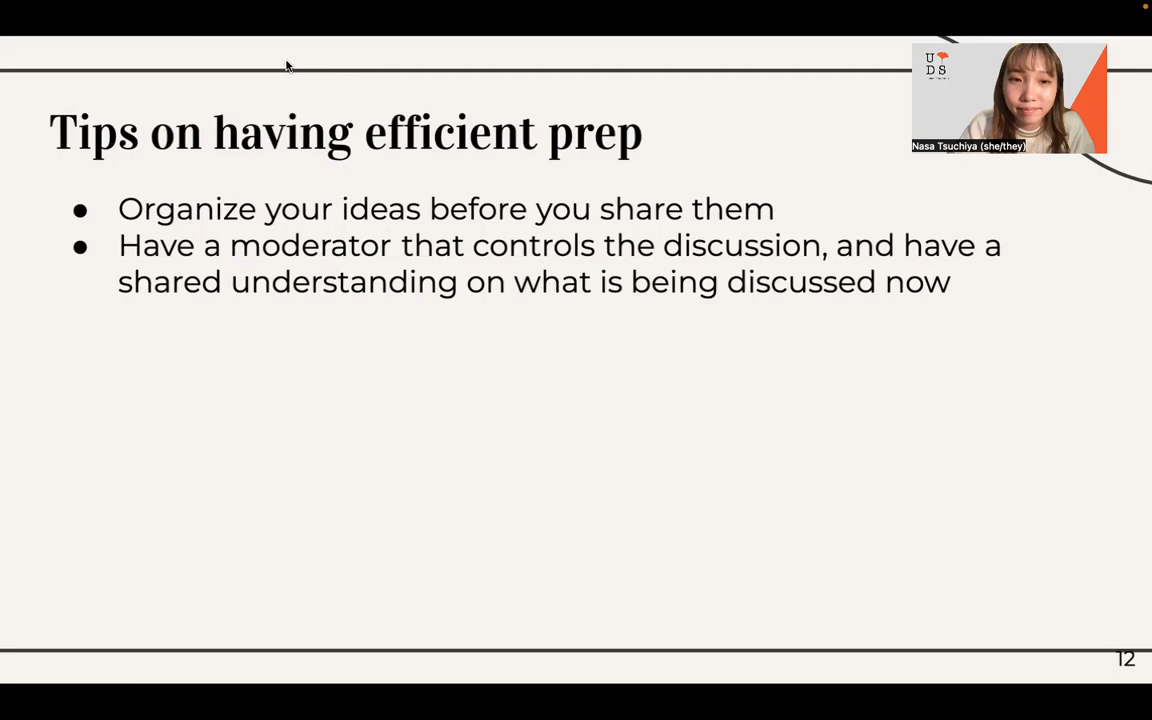 Tips on having efficient prep
● Organize your ideas before you share them
● Have a moderator that controls the discussion, and have a
shared understanding on what is being discussed now
U
D S
Nasa Tsuchiya (she/they)
12